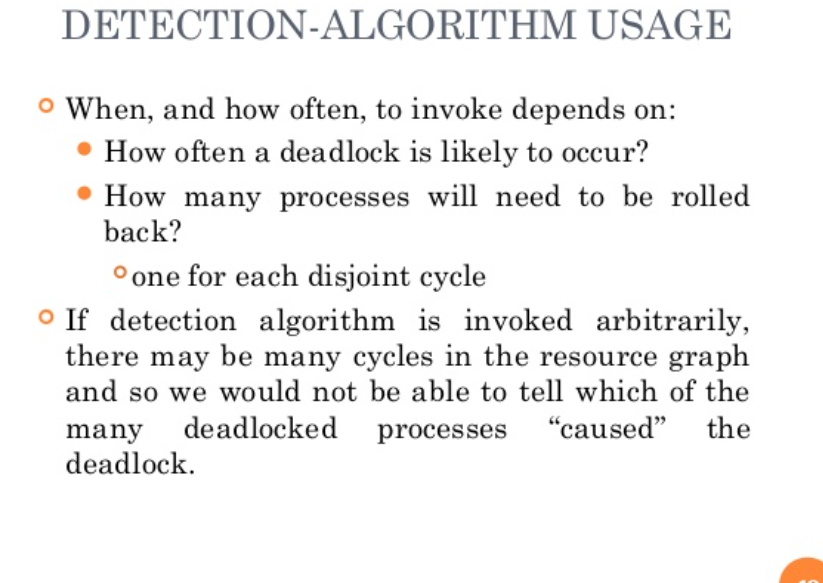 DETECTION-ALGORITHM USAGE
When, and how often, to invoke depends on:
How often a deadlock is likely to occur?
How many processes will need to be rolled
back?
one for each disjoint cycle
If detection algorithm is invoked arbitrarily,
there may be many cycles in the resource graph
and so we would not be able to tell which of the
many deadlocked processes “caused” the
deadlock.